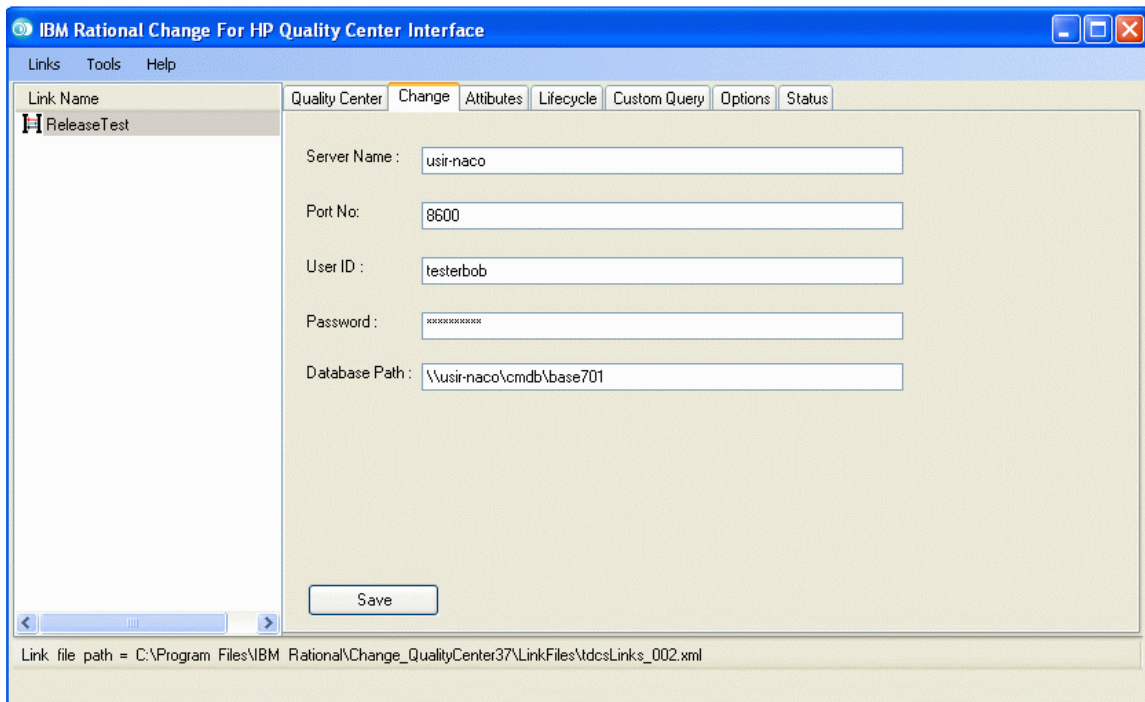 IBM Rational Change For HP Quality Center Interface
Links Tools Help
Link Name
ReleaseTest
Quality Center Change Attibutes Lifecycle Custom Query Options Status
Server Name : usir-naco
Port No: 8600
User ID : testerbob
Password : **********
Database Path : \\usir-naco\cmdb\base701
Save
Link file path = C:\Program Files\IBM Rational\Change_QualityCenter37\LinkFiles\tdcsLinks_002.xml